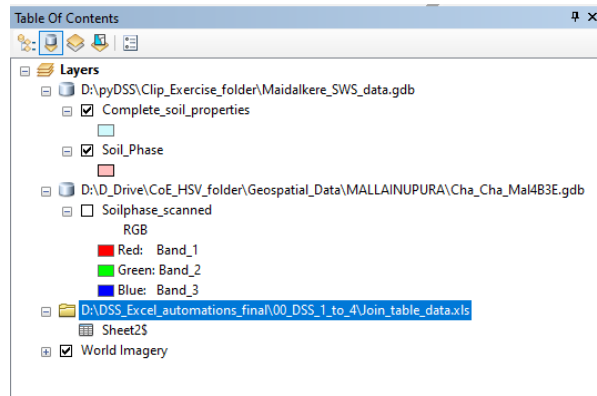 Table Of Contents
Layers
D:\pyDSS\Clip_Exercise_folder\Maidalkere_SWS_data.gdb
Complete_soil_properties
Soil_Phase
D:\D_Drive\CoE_HSV_folder\Geospatial_Data\MALLAINUPURA\Cha_Cha_Mal4B3E.gdb
Soilphase_scanned
RGB
Red: Band_1
Green: Band_2
Blue: Band_3
D:\DSS_Excel_automations_final\00_DSS_1_to_4\Join_table_data.xls
Sheet2$
World Imagery